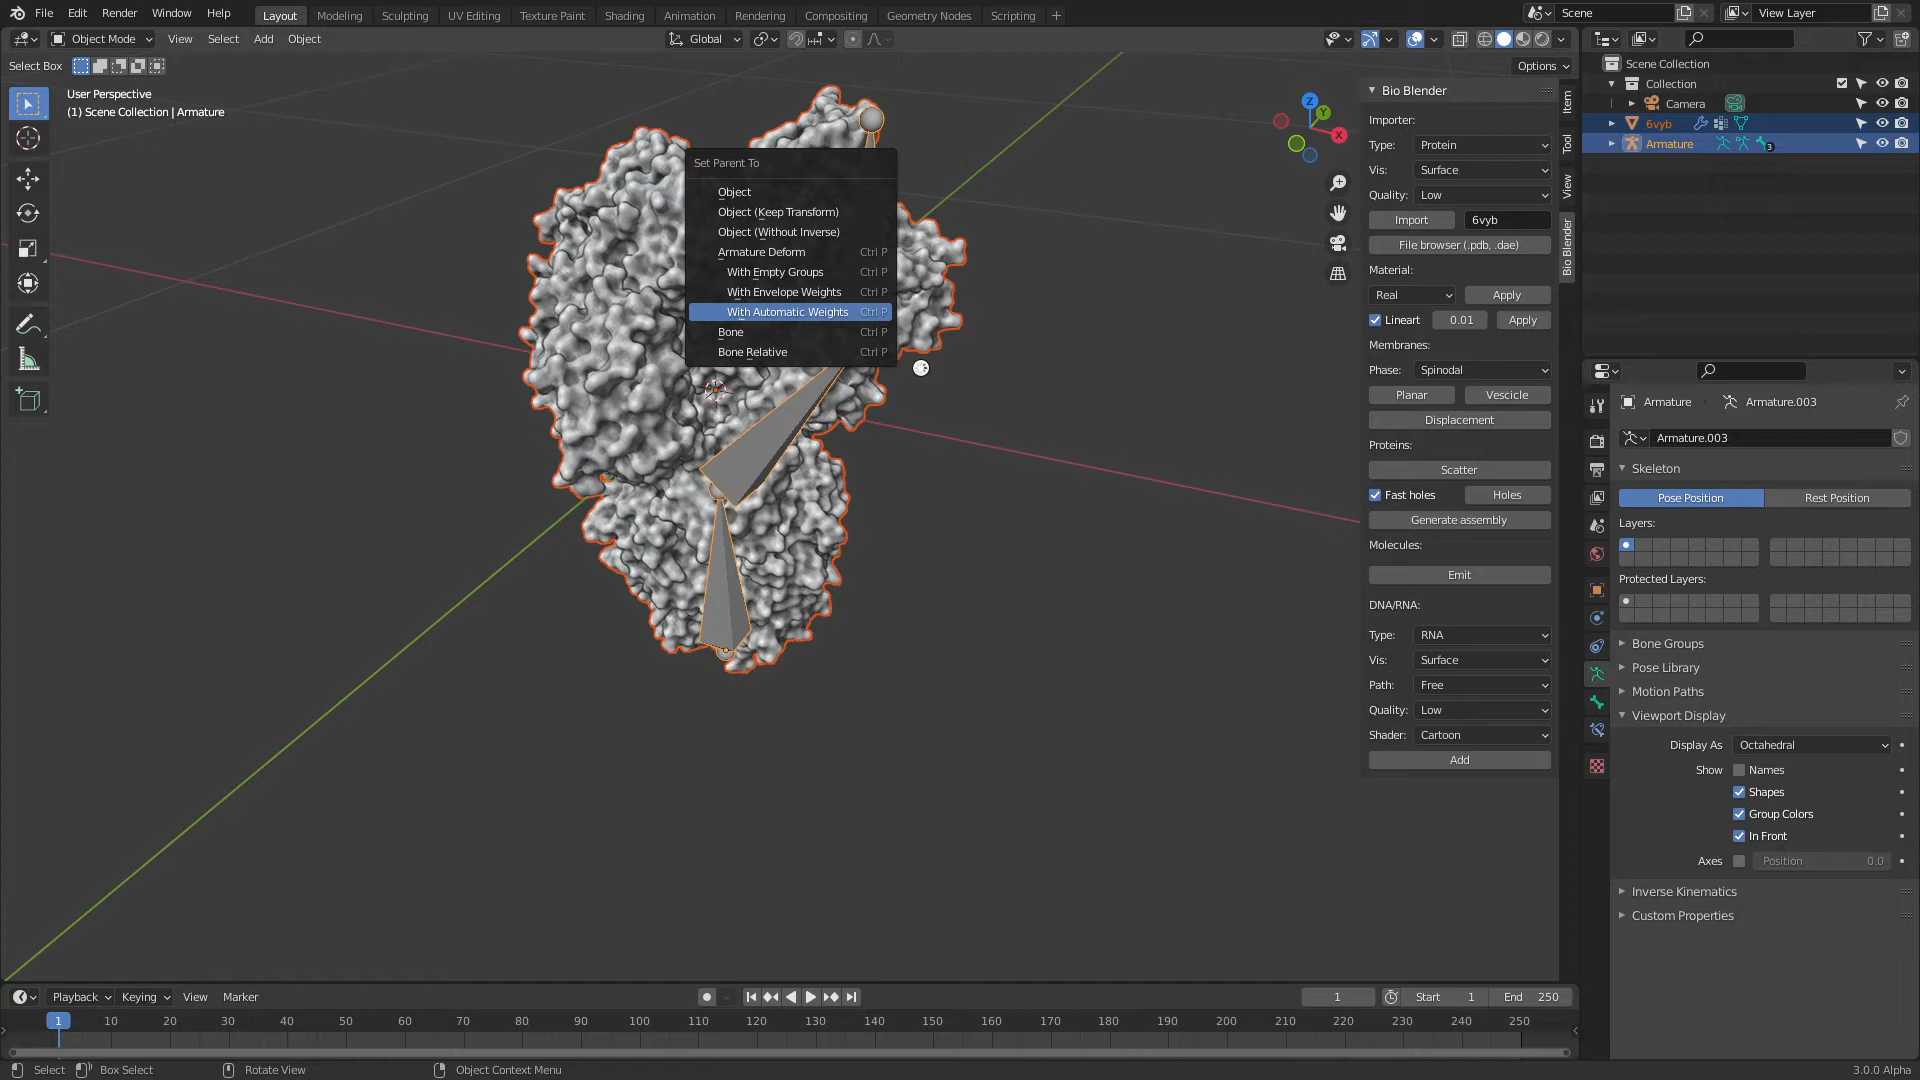 File Edit Render Window Help
Layout Modeling Sculpting UV Editing Texture Paint Shading Animation Rendering Compositing Geometry Nodes Scripting +
Scene
View Layer
Object Mode View Select Add Object
Global
Select Box
Options
User Perspective
(1) Scene Collection | Armature
Z
Y
X
Set Parent To
Object
Object (Keep Transform)
Object (Without Inverse)
Armature Deform Ctrl P
With Empty Groups Ctrl P
With Envelope Weights Ctrl P
With Automatic Weights Ctrl P
Bone Ctrl P
Bone Relative Ctrl P
Bio Blender
Importer:
Type: Protein
Vis: Surface
Quality: Low
Import 6vyb
File browser (.pdb, .dae)
Material:
Real Apply
Lineart 0.01 Apply
Membranes:
Phase: Spinodal
Planar Vescicle
Displacement
Proteins:
Scatter
Fast holes Holes
Generate assembly
Molecules:
Emit
DNA/RNA:
Type: RNA
Vis: Surface
Path: Free
Quality: Low
Shader: Cartoon
Add
Item
Tool
View
Bio Blender
Scene Collection
Collection
Camera
6vyb
Armature 3
Armature Armature.003
Armature.003
Skeleton
Pose Position Rest Position
Layers:
Protected Layers:
Bone Groups
Pose Library
Motion Paths
Viewport Display
Display As Octahedral
Show Names
Shapes
Group Colors
In Front
Axes Position 0.0
Inverse Kinematics
Custom Properties
Playback Keying View Marker
1 Start 1 End 250
1 10 20 30 40 50 60 70 80 90 100 110 120 130 140 150 160 170 180 190 200 210 220 230 240 250
Select Box Select Rotate View Object Context Menu
3.0.0 Alpha